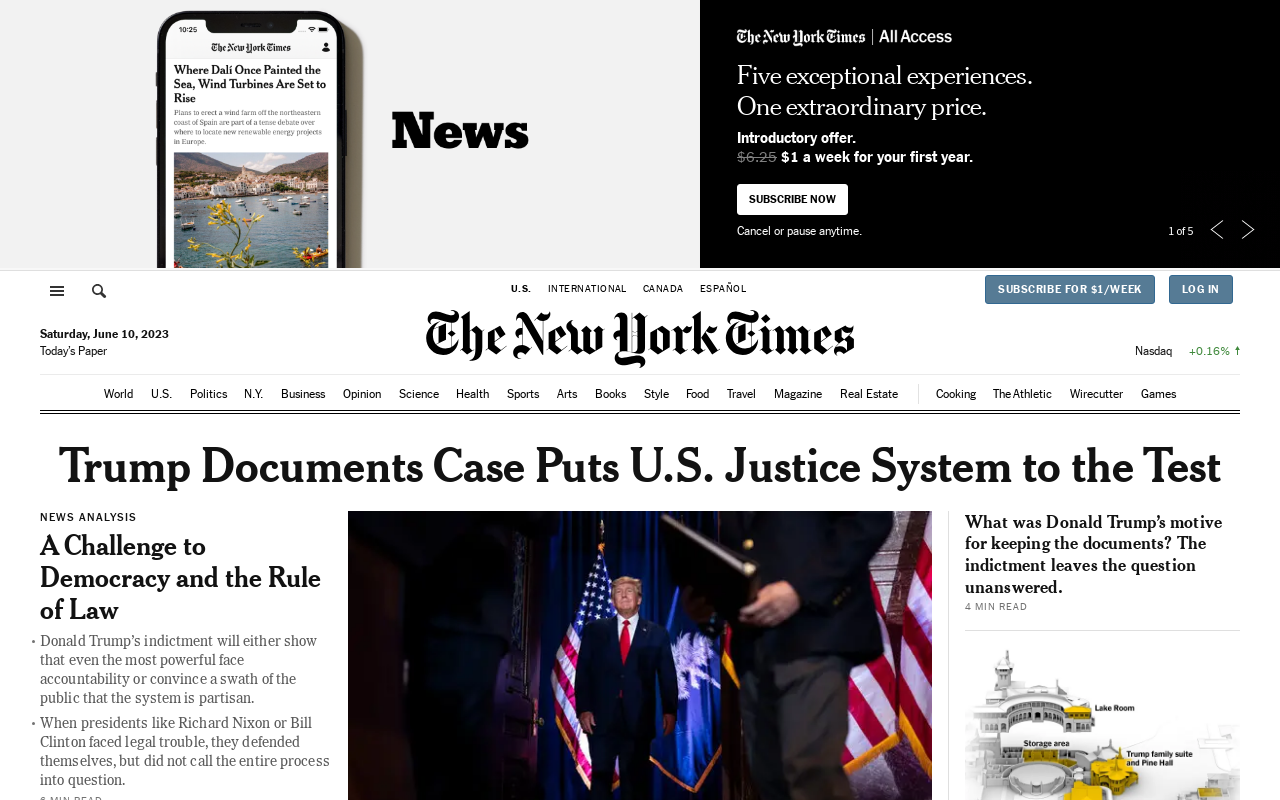 10:25
The New York Times
Where Dalí Once Painted the
Sea, Wind Turbines Are Set to
Rise
Plans to erect a wind farm off the northeastern
coast of Spain are part of a tense debate over
where to locate new renewable energy projects
in Europe.
News
The New York Times | All Access
Five exceptional experiences.
One extraordinary price.
Introductory offer.
$6.25 $1 a week for your first year.
SUBSCRIBE NOW
Cancel or pause anytime.
1 of 5
U.S. INTERNATIONAL CANADA ESPAÑOL
SUBSCRIBE FOR $1/WEEK LOG IN
Saturday, June 10, 2023
Today's Paper
The New York Times
Nasdaq +0.16%
World U.S. Politics N.Y. Business Opinion Science Health Sports Arts Books Style Food Travel Magazine Real Estate Cooking The Athletic Wirecutter Games
Trump Documents Case Puts U.S. Justice System to the Test
NEWS ANALYSIS
A Challenge to
Democracy and the Rule
of Law
• Donald Trump's indictment will either show
that even the most powerful face
accountability or convince a swath of the
public that the system is partisan.
• When presidents like Richard Nixon or Bill
Clinton faced legal trouble, they defended
themselves, but did not call the entire process
into question.
6 MIN READ
What was Donald Trump's motive
for keeping the documents? The
indictment leaves the question
unanswered.
4 MIN READ
Lake Room
Storage area
Trump family suite
and Pine Hall